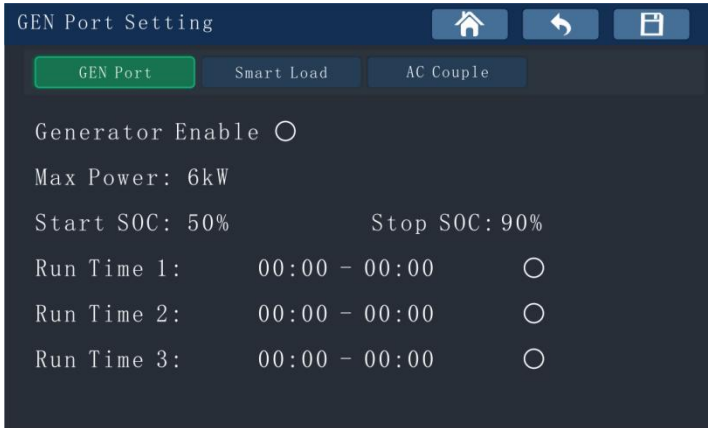 GEN Port Setting
GEN Port Smart Load AC Couple
Generator Enable
Max Power: 6kW
Start SOC: 50% Stop SOC: 90%
Run Time 1: 00:00 - 00:00
Run Time 2: 00:00 - 00:00
Run Time 3: 00:00 - 00:00